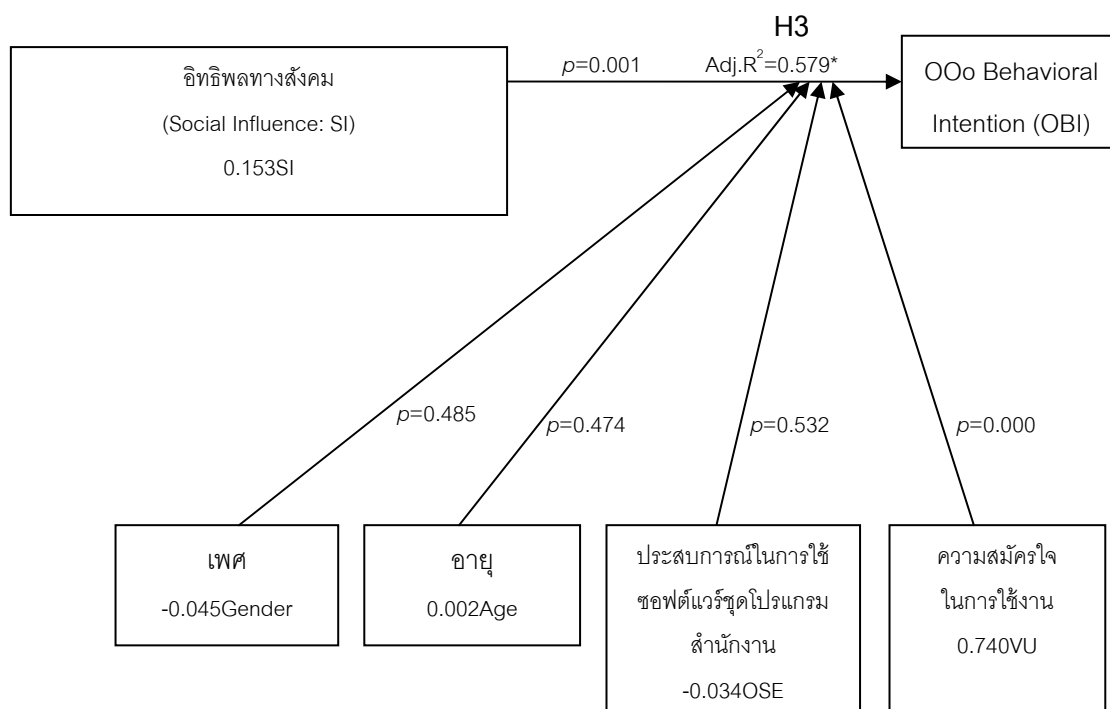 H3
อิทธิพลทางสังคม
(Social Influence: SI)
0.153SI
p=0.001
Adj.R²=0.579*
OOo Behavioral
Intention (OBI)
p=0.485
p=0.474
p=0.532
p=0.000
เพศ
-0.045Gender
อายุ
0.002Age
ประสบการณ์ในการใช้
ซอฟต์แวร์ชุดโปรแกรม
สำนักงาน
-0.034OSE
ความสมัครใจ
ในการใช้งาน
0.740VU